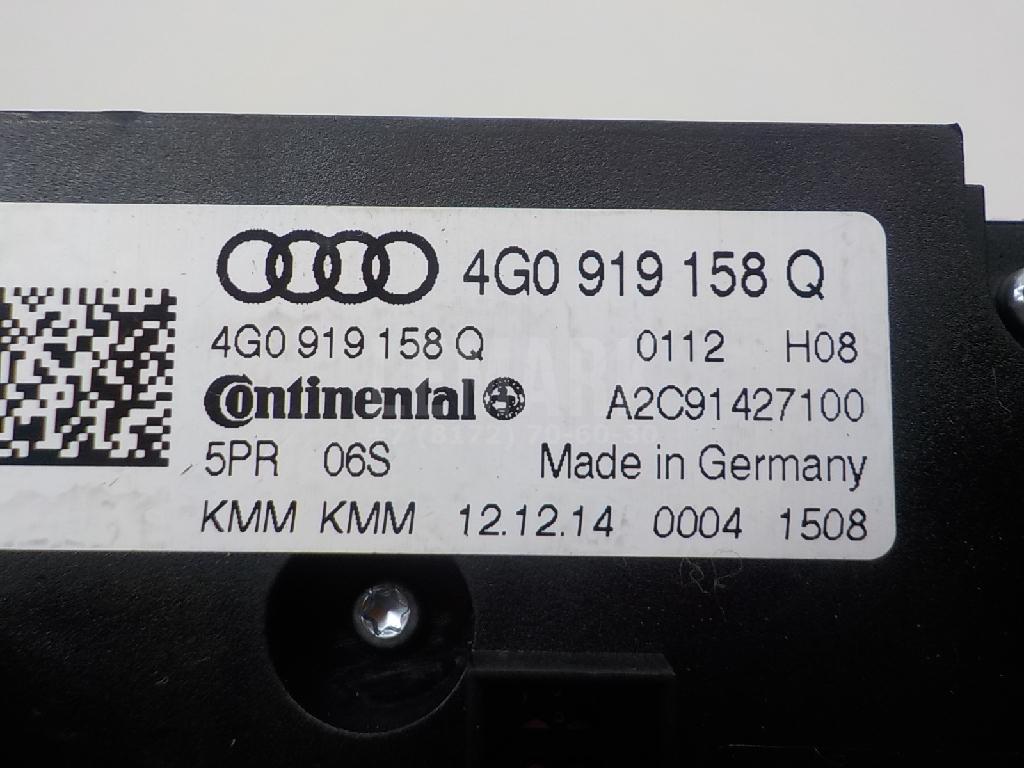 4G0 919 158 Q
4G0 919 158 Q 0112 H08
Continental A2C91427100
5PR 06S Made in Germany
KMM KMM 12.12.14 0004 1508